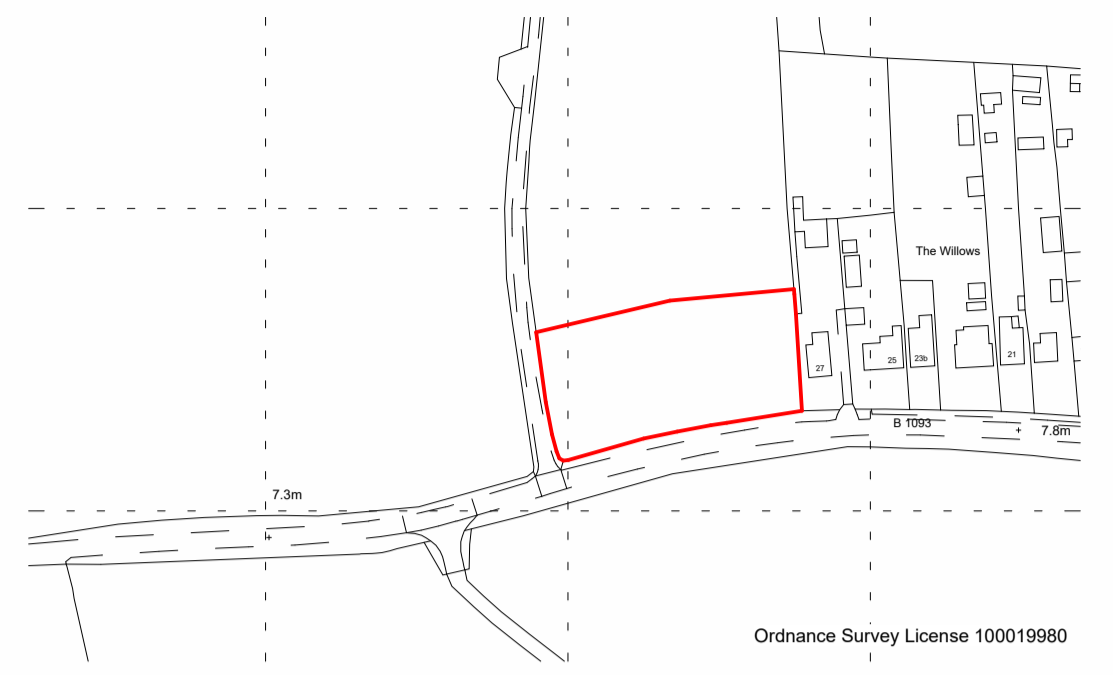 The Willows
27
25
23b
21
B 1093
7.8m
7.3m
Ordnance Survey License 100019980